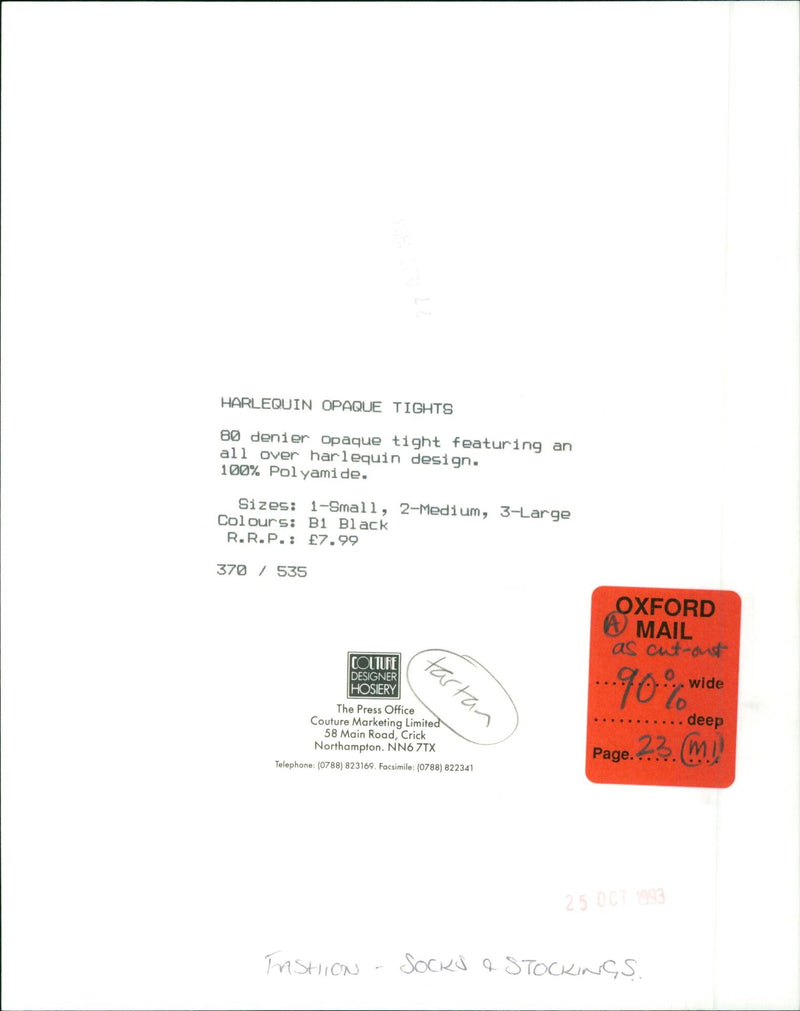 HARLEQUIN OPAQUE TIGHTS
80 denier opaque tight featuring an
all over harlequin design.
100% Polyamide.
Sizes: 1-Small, 2-Medium, 3-Large
Colours: B1 Black
R.R.P.: £7.99
370 / 535
COUTURE
DESIGNER
HOSIERY
tartan
The Press Office
Couture Marketing Limited
58 Main Road, Crick
Northampton. NN6 7TX
Telephone: (0788) 823169. Facsimile: (0788) 822341
OXFORD
A MAIL
as cut-out
90% wide
deep
Page 23 M1
25 OCT 1993
FASHION - SOCKS & STOCKINGS.